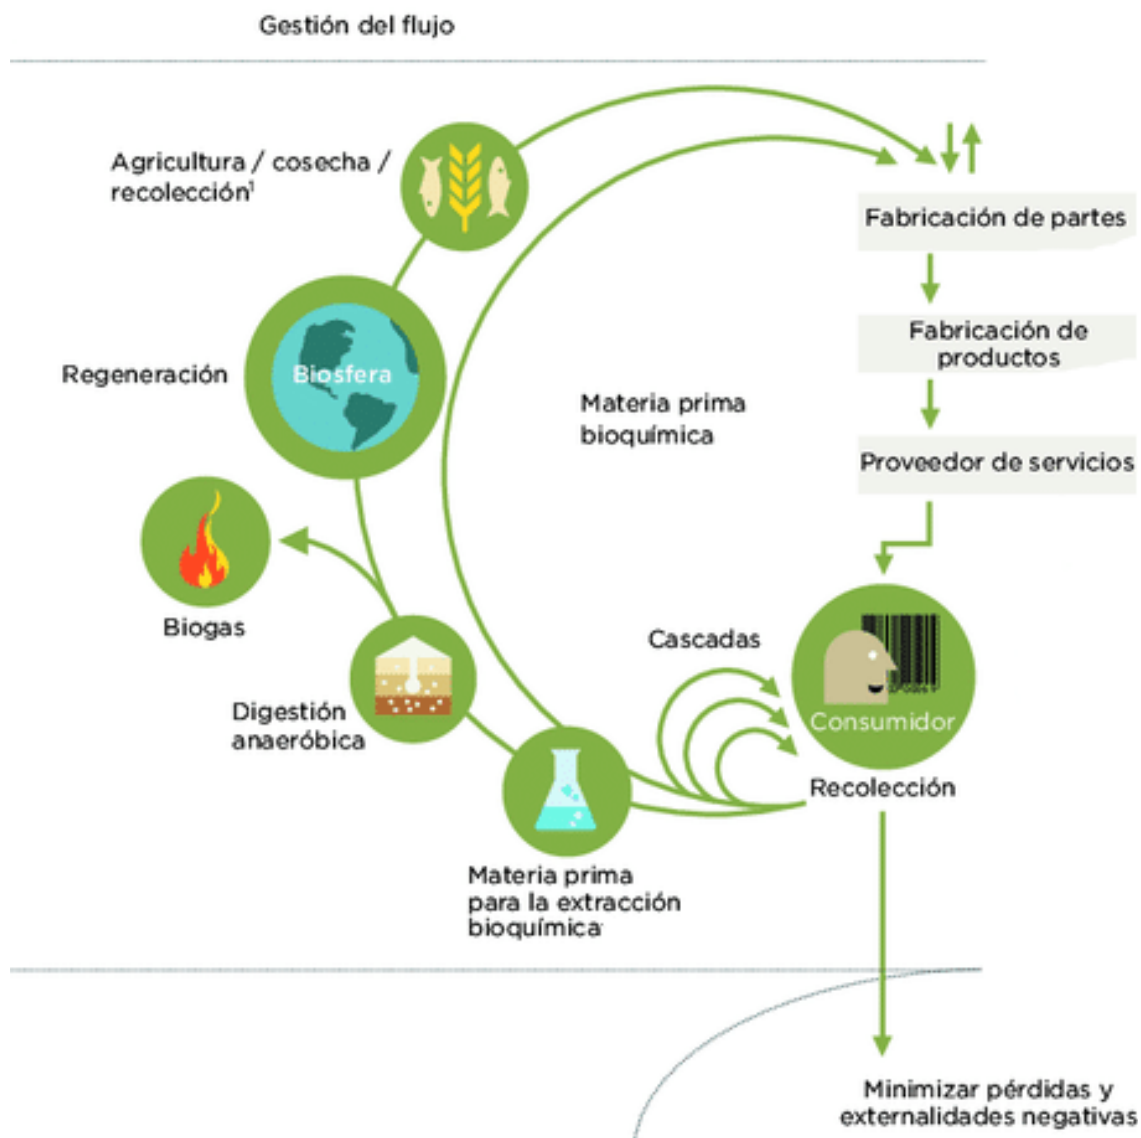 Gestión del flujo
Agricultura / cosecha /
recolección¹
Fabricación de partes
Regeneración
Biosfera
Fabricación de
productos
Materia prima
bioquímica
Proveedor de servicios
Biogas
Cascadas
Consumidor
Digestión
anaeróbica
Recolección
Materia prima
para la extracción
bioquímica
Minimizar pérdidas y
externalidades negativas